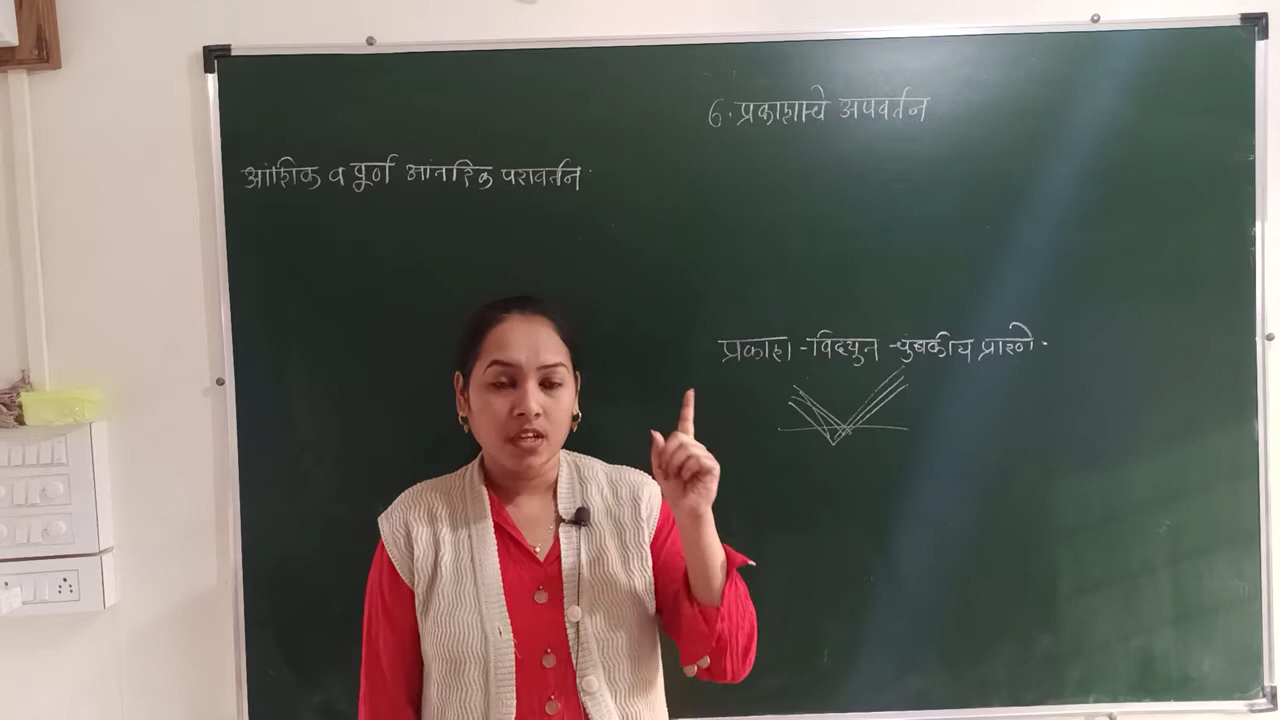 6. प्रकाशाचे अपवर्तन
आंशिक व पूर्ण आंतरिक परावर्तन.
प्रकाश - विद्युत - चुंबकीय प्रारणे.